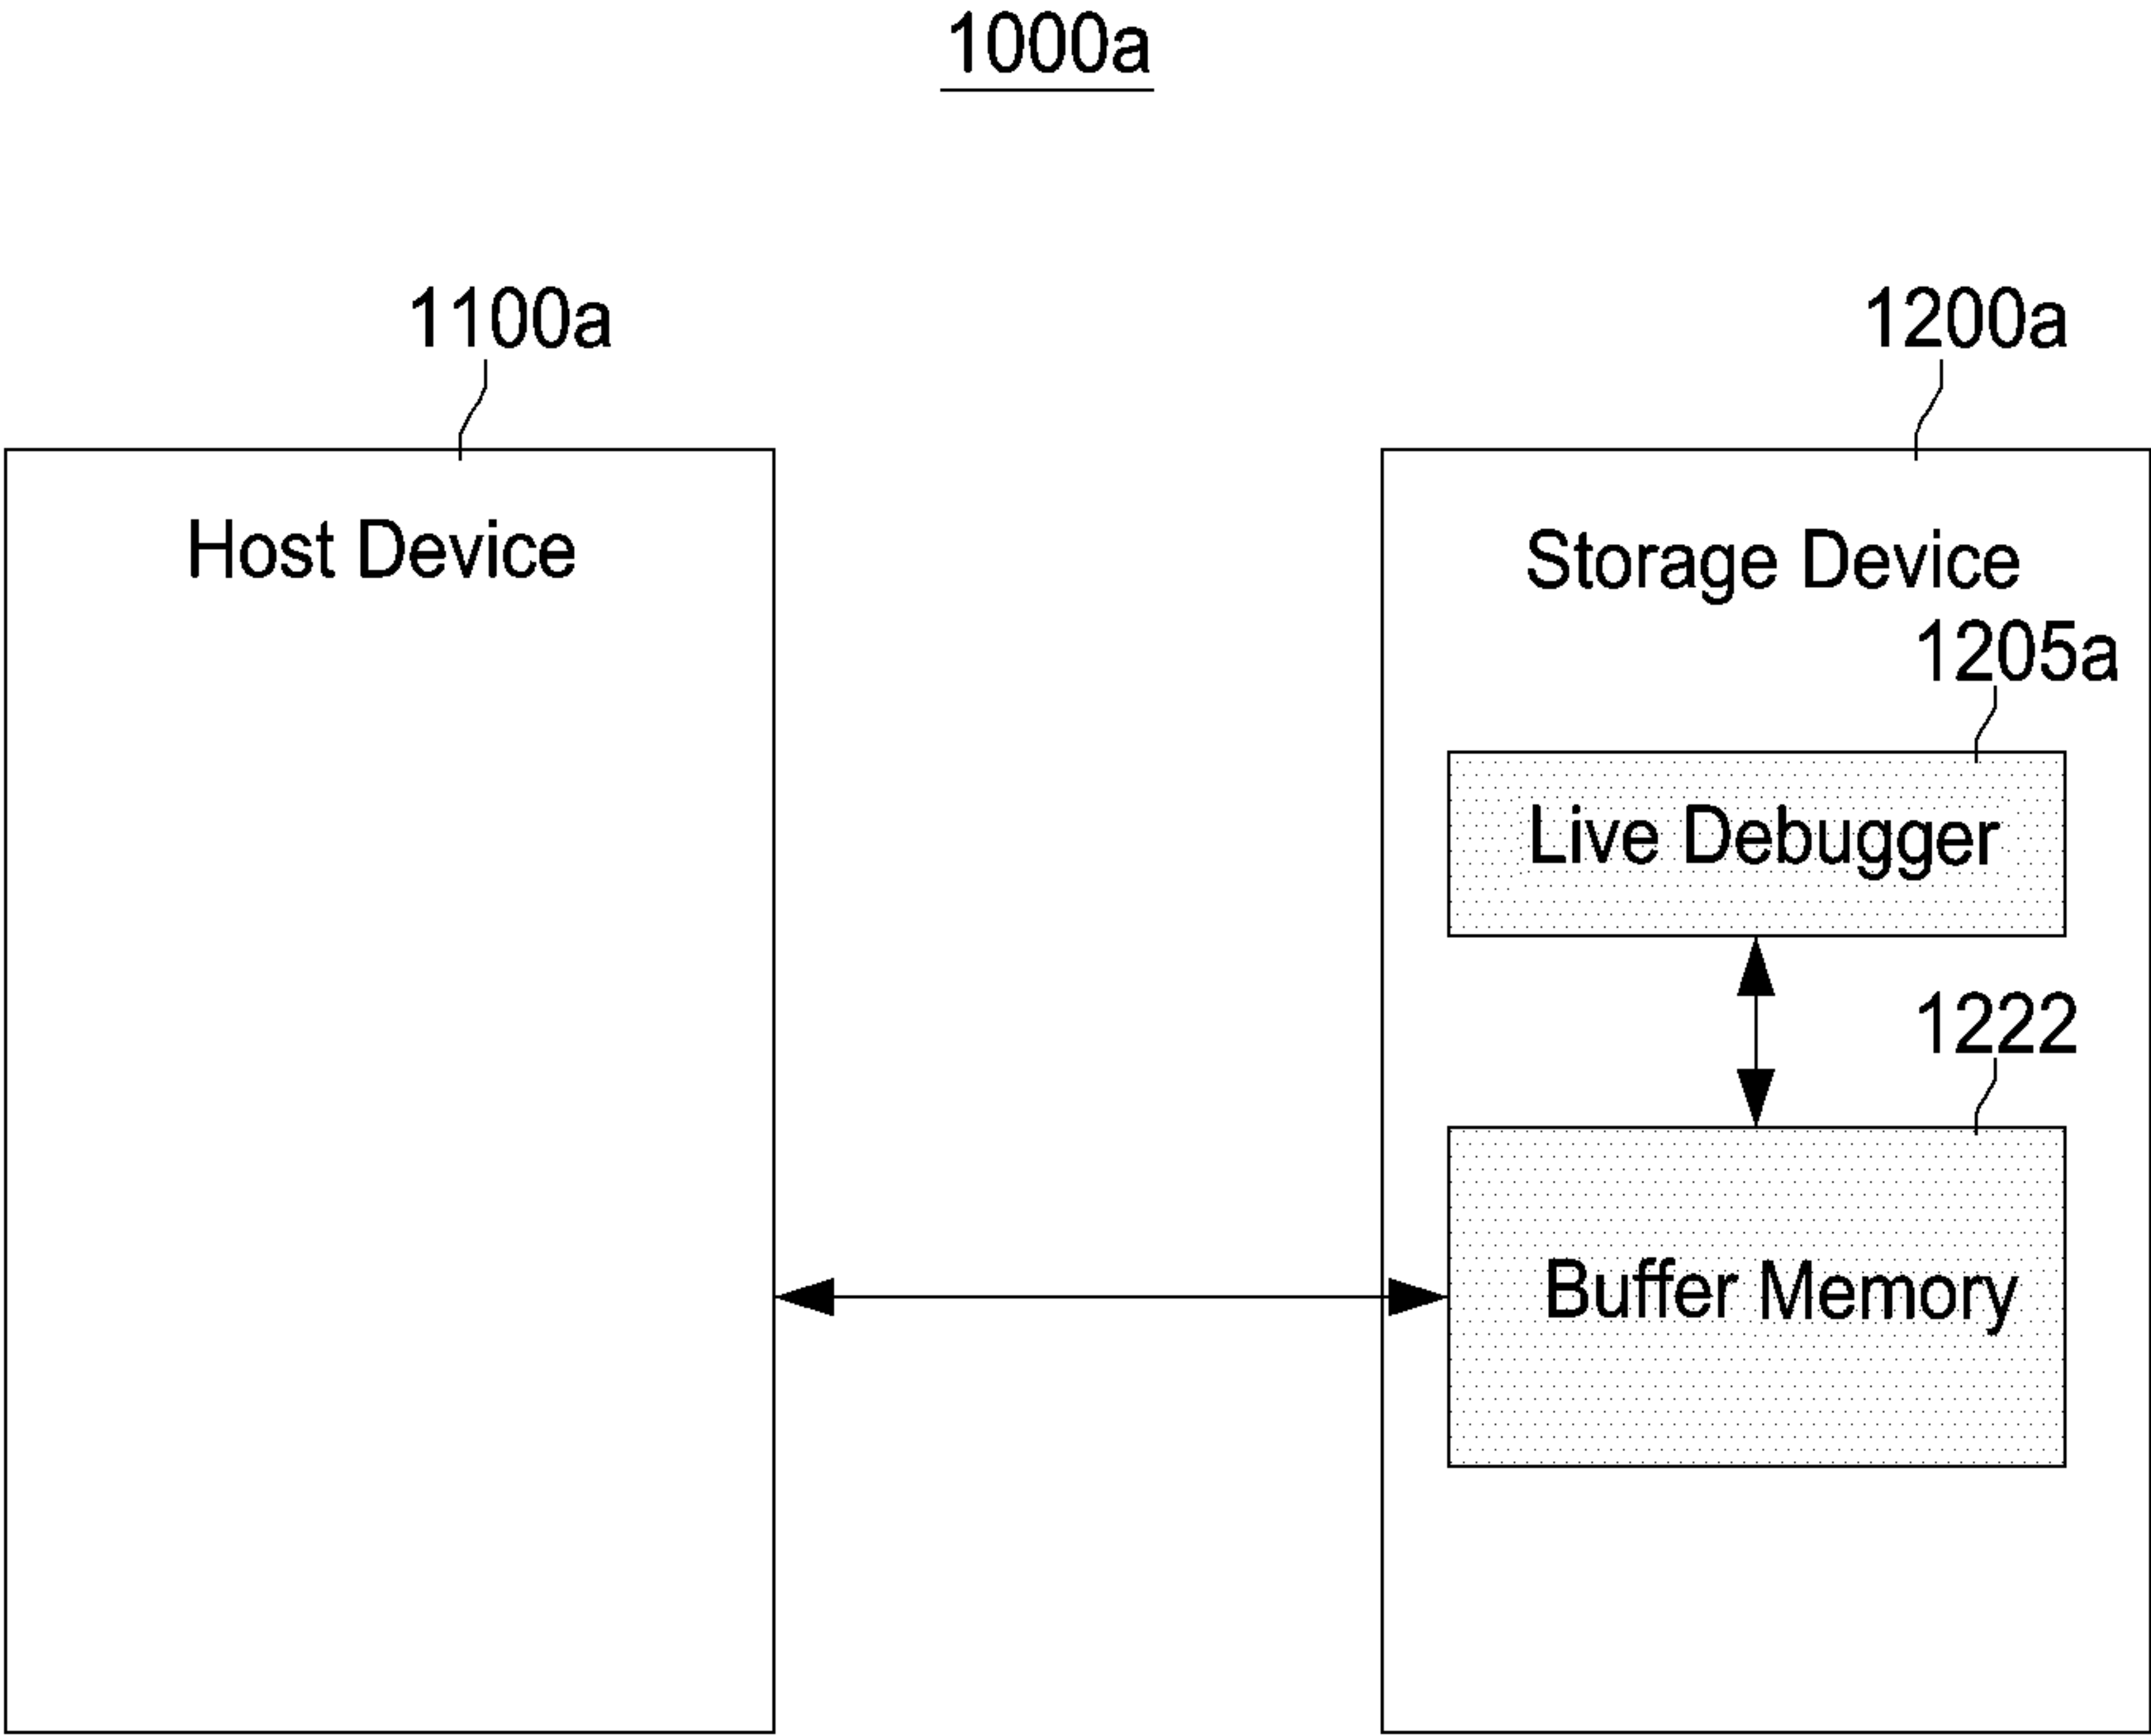 1000a
1100a
1200a
Host Device
Storage Device
1205a
Live Debugger
1222
Buffer Memory